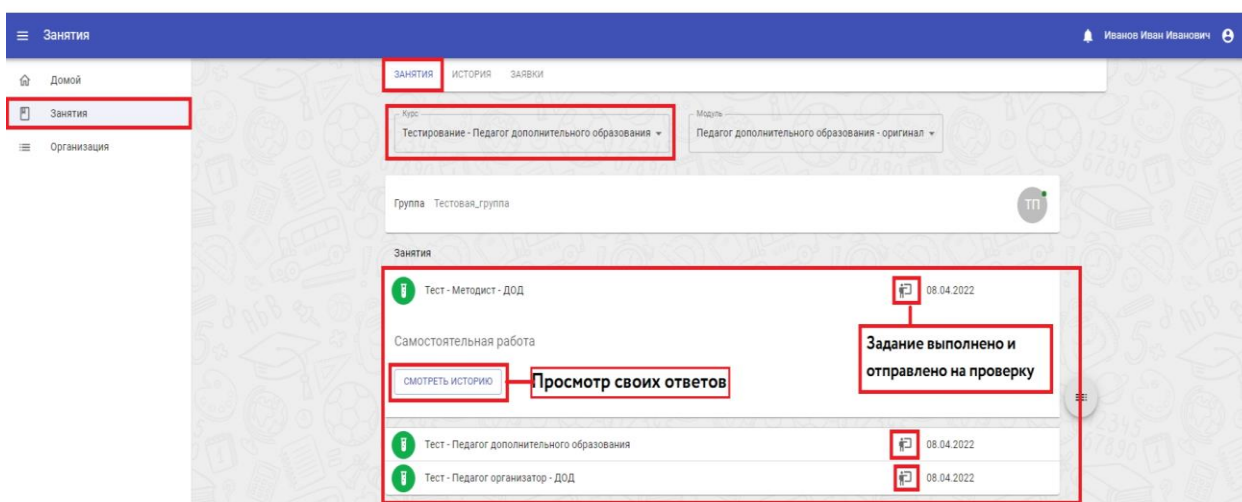 Занятия
Иванов Иван Иванович
Домой
Занятия
Организация
ЗАНЯТИЯ ИСТОРИЯ ЗАЯВКИ
Курс
Тестирование - Педагог дополнительного образования
Модуль
Педагог дополнительного образования - оригинал
Группа Тестовая_группа
ТП
Занятия
Тест - Методист - ДОД
08.04.2022
Самостоятельная работа
Задание выполнено и
отправлено на проверку
СМОТРЕТЬ ИСТОРИЮ
Просмотр своих ответов
Тест - Педагог дополнительного образования
08.04.2022
Тест - Педагог организатор - ДОД
08.04.2022